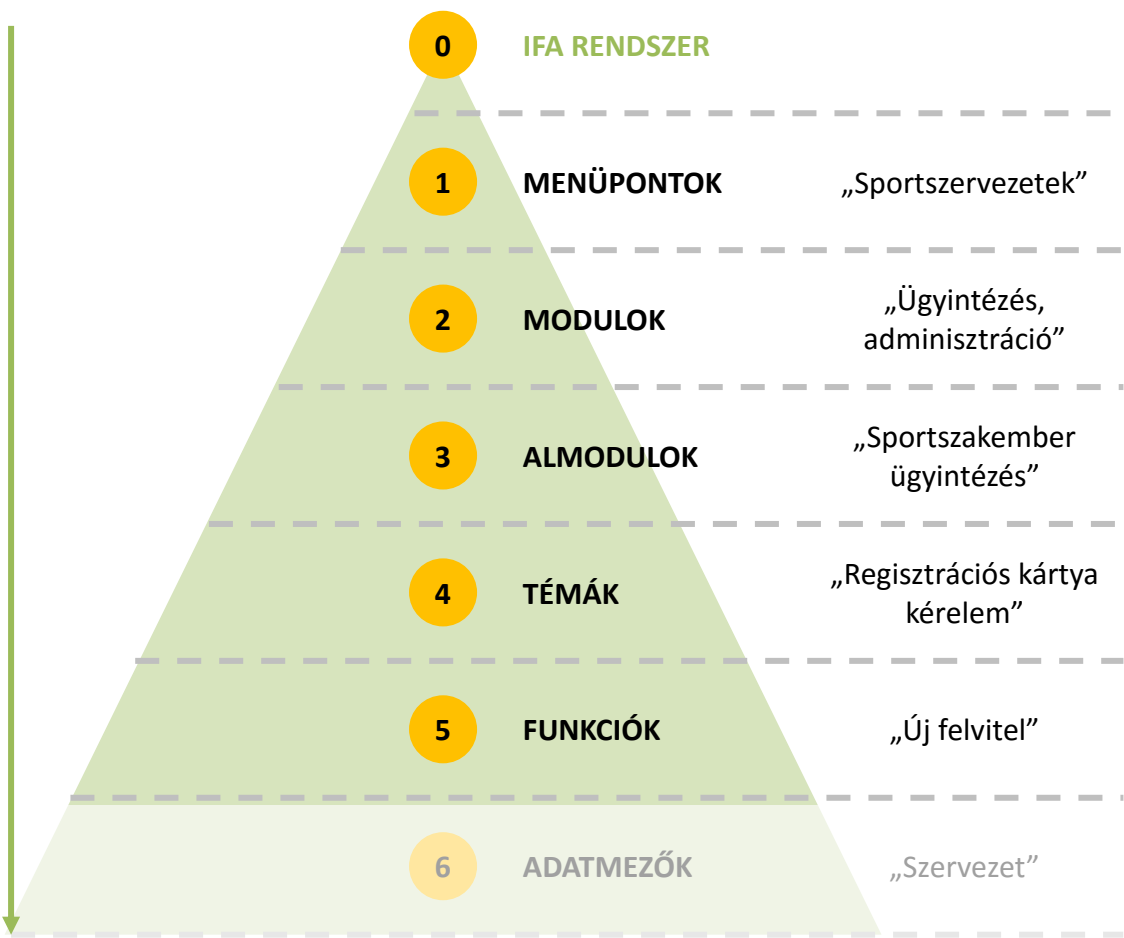 0 IFA RENDSZER
1 MENÜPONTOK „Sportszervezetek”
2 MODULOK „Ügyintézés,
adminisztráció”
3 ALMODULOK „Sportszakember
ügyintézés”
4 TÉMÁK „Regisztrációs kártya
kérelem”
5 FUNKCIÓK „Új felvitel”
6 ADATMEZŐK „Szervezet”